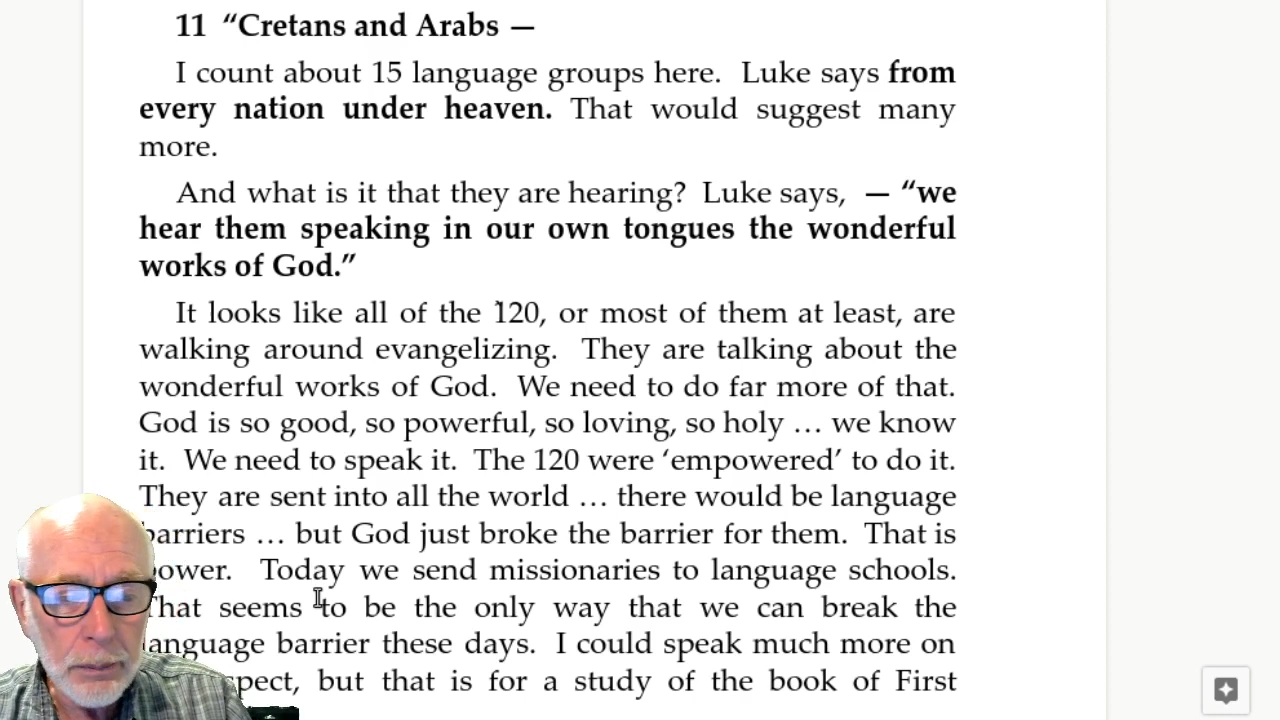 11 “Cretans and Arabs —
I count about 15 language groups here. Luke says from
every nation under heaven. That would suggest many
more.
And what is it that they are hearing? Luke says, — “we
hear them speaking in our own tongues the wonderful
works of God.”
It looks like all of the 120, or most of them at least, are
walking around evangelizing. They are talking about the
wonderful works of God. We need to do far more of that.
God is so good, so powerful, so loving, so holy … we know
it. We need to speak it. The 120 were ‘empowered’ to do it.
They are sent into all the world … there would be language
barriers … but God just broke the barrier for them. That is
power. Today we send missionaries to language schools.
That seems to be the only way that we can break the
language barrier these days. I could speak much more on
but that is for a study of the book of First